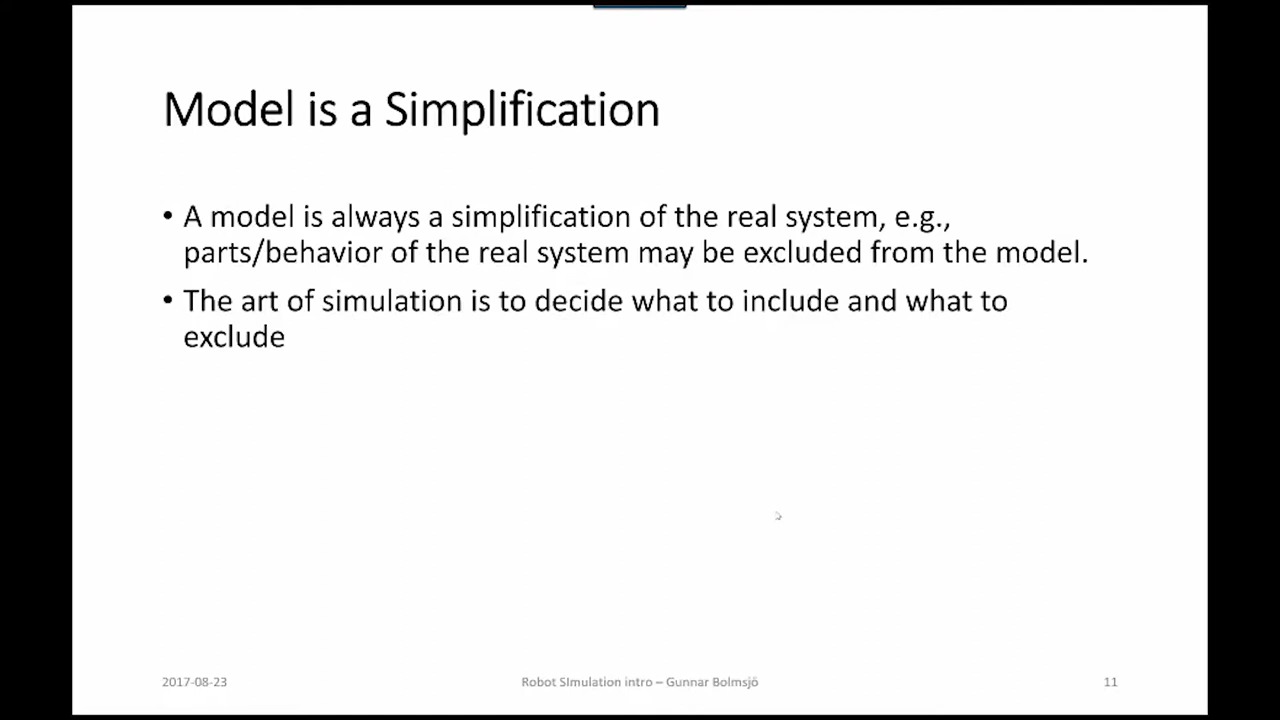 Model is a Simplification
• A model is always a simplification of the real system, e.g.,
parts/behavior of the real system may be excluded from the model.
• The art of simulation is to decide what to include and what to
exclude
2017-08-23
Robot SImulation intro – Gunnar Bolmsjö
11